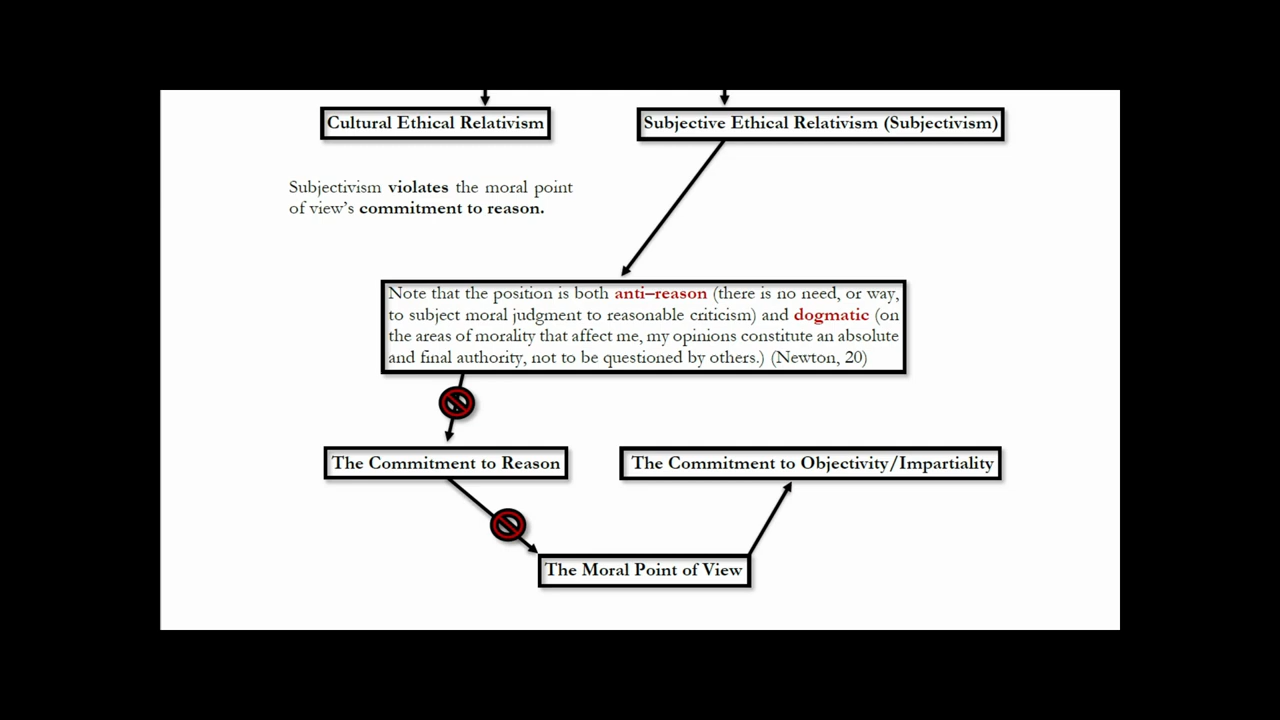 Cultural Ethical Relativism
Subjective Ethical Relativism (Subjectivism)
Subjectivism violates the moral point
of view’s commitment to reason.
Note that the position is both anti–reason (there is no need, or way,
to subject moral judgment to reasonable criticism) and dogmatic (on
the areas of morality that affect me, my opinions constitute an absolute
and final authority, not to be questioned by others.) (Newton, 20)
The Commitment to Reason
The Commitment to Objectivity/Impartiality
The Moral Point of View